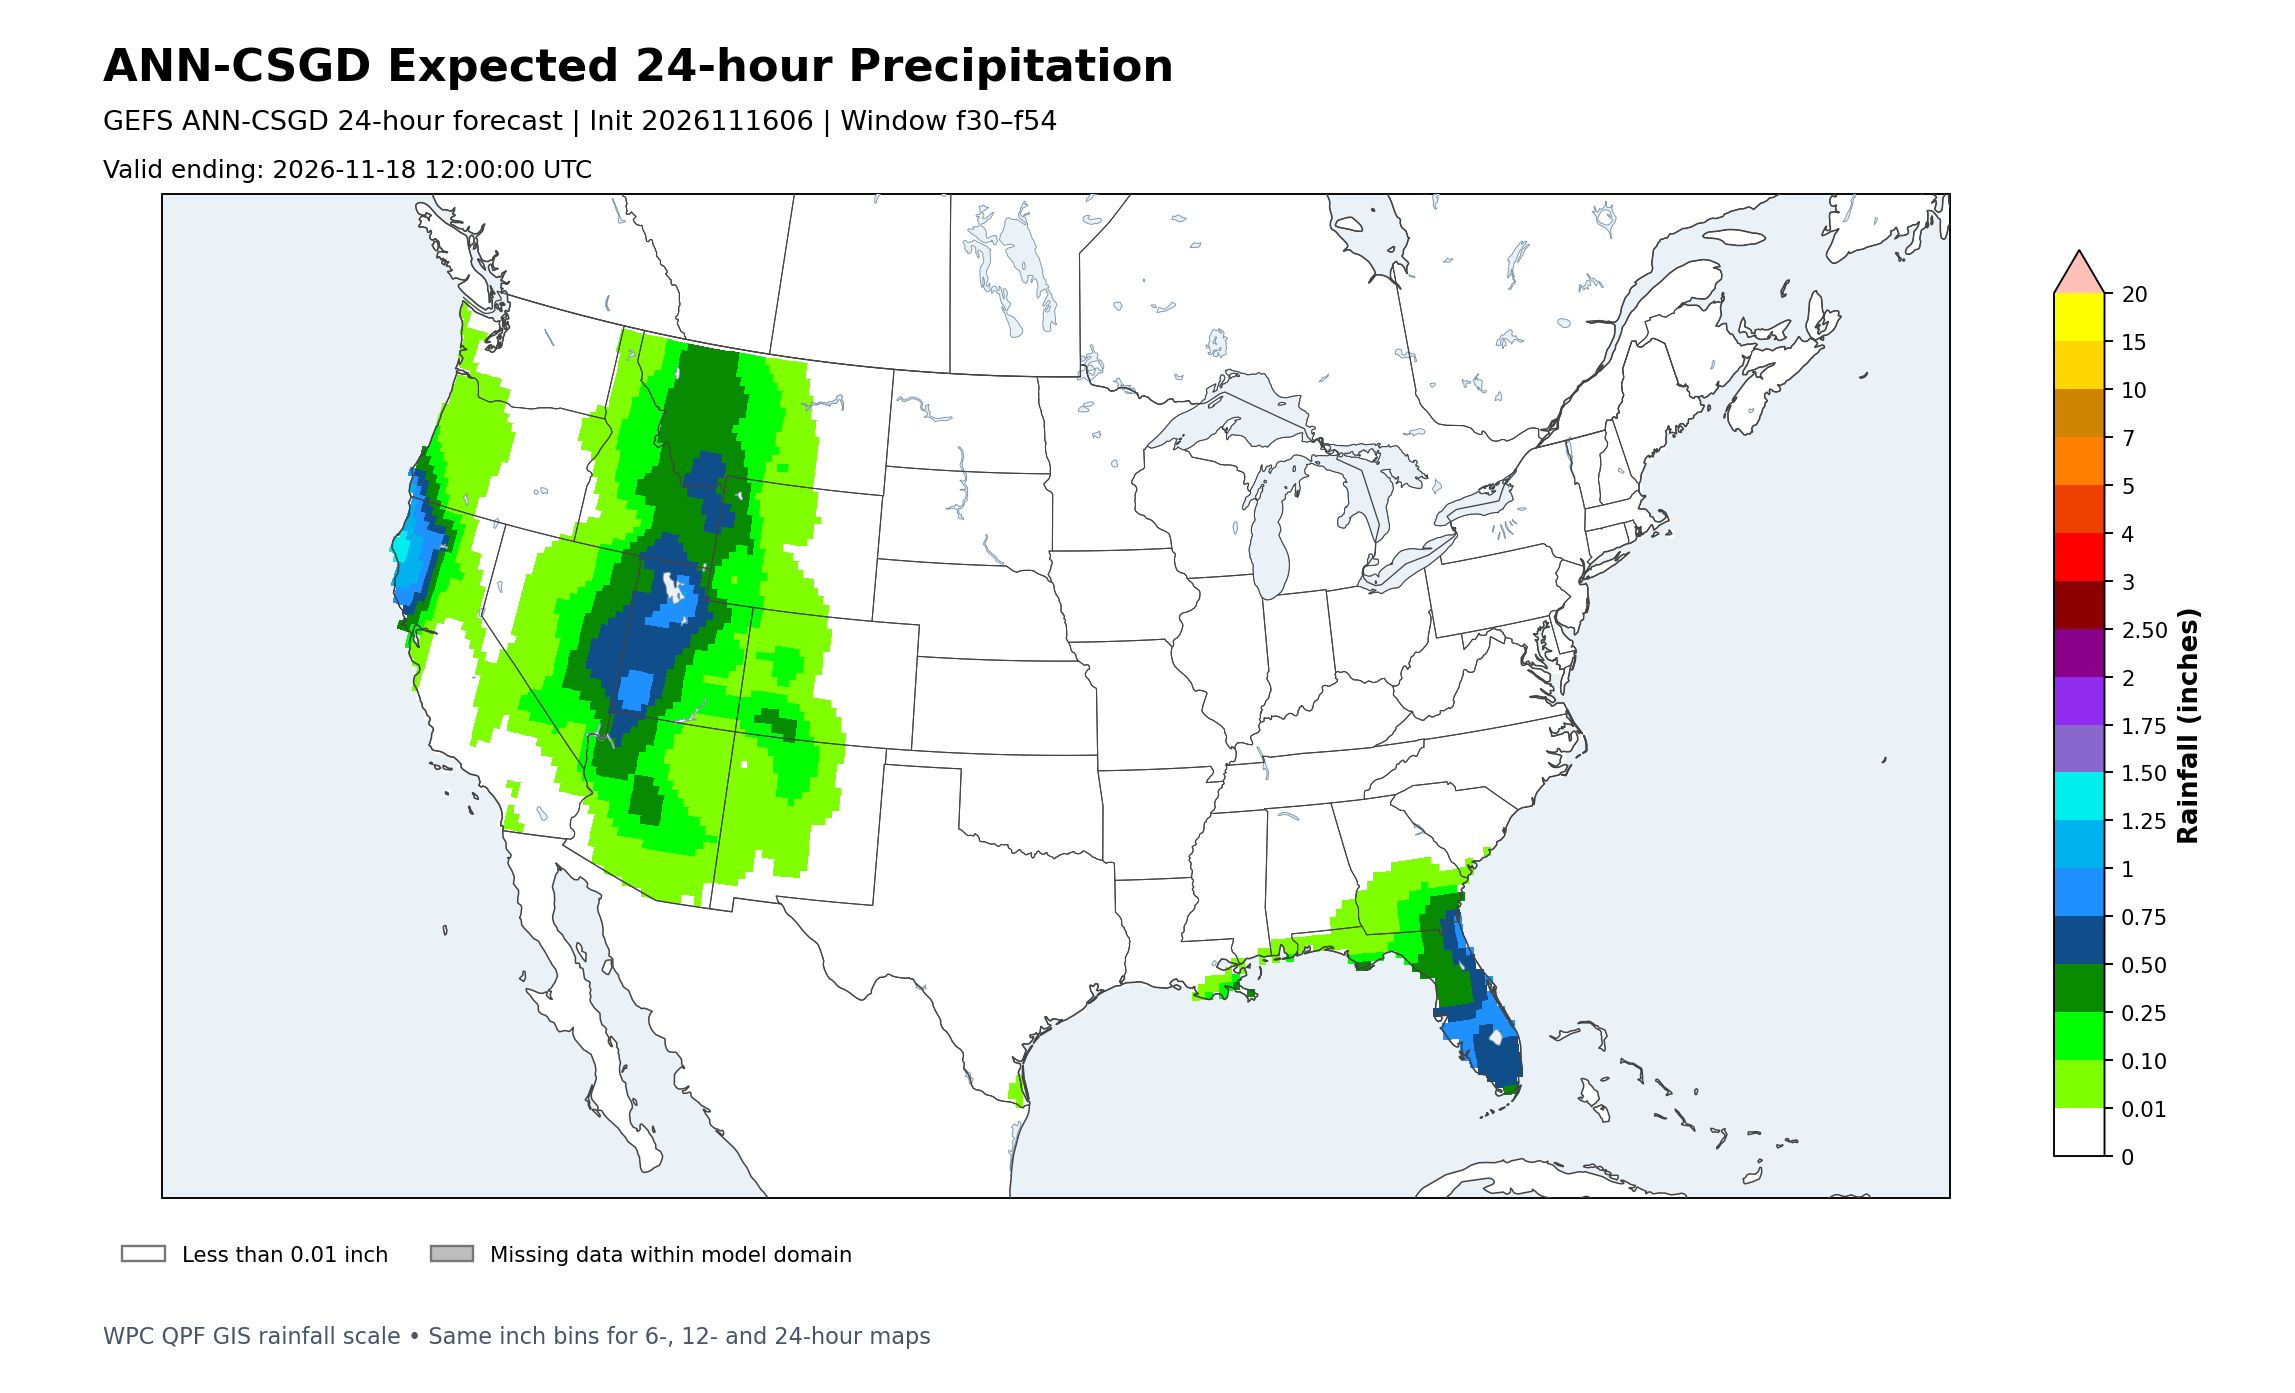 ANN-CSGD Expected 24-hour Precipitation
GEFS ANN-CSGD 24-hour forecast | Init 2026111606 | Window f30–f54
Valid ending: 2026-11-18 12:00:00 UTC
20
15
10
7
5
4
3
2.50
2
1.75
1.50
1.25
1
0.75
0.50
0.25
0.10
0.01
0
Rainfall (inches)
Less than 0.01 inch
Missing data within model domain
WPC QPF GIS rainfall scale • Same inch bins for 6-, 12- and 24-hour maps